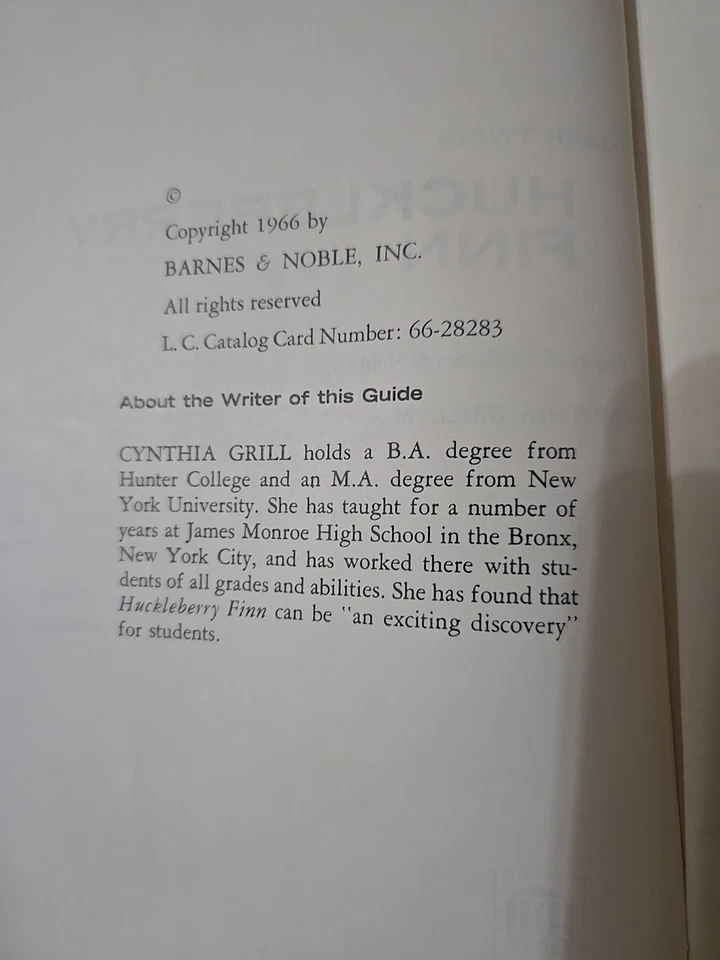 ©
Copyright 1966 by
BARNES & NOBLE, INC.
All rights reserved
L. C. Catalog Card Number: 66-28283
About the Writer of this Guide
CYNTHIA GRILL holds a B.A. degree from
Hunter College and an M.A. degree from New
York University. She has taught for a number of
years at James Monroe High School in the Bronx,
New York City, and has worked there with stu-
dents of all grades and abilities. She has found that
Huckleberry Finn can be "an exciting discovery"
for students.